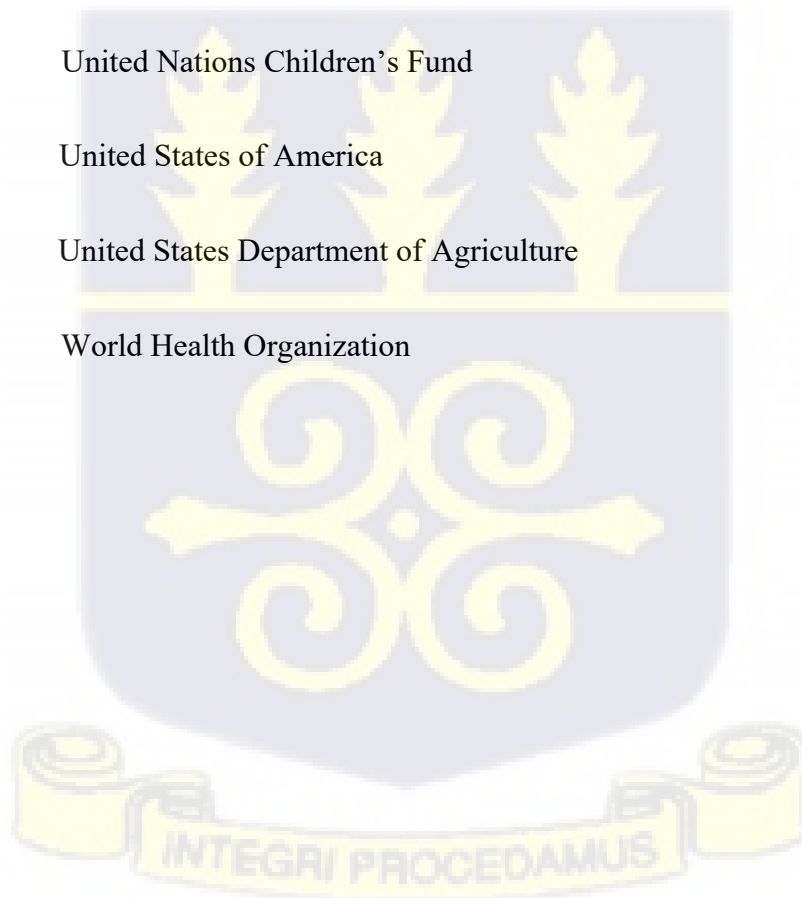 United Nations Children’s Fund
United States of America
United States Department of Agriculture
World Health Organization
INTEGRI PROCEDAMUS